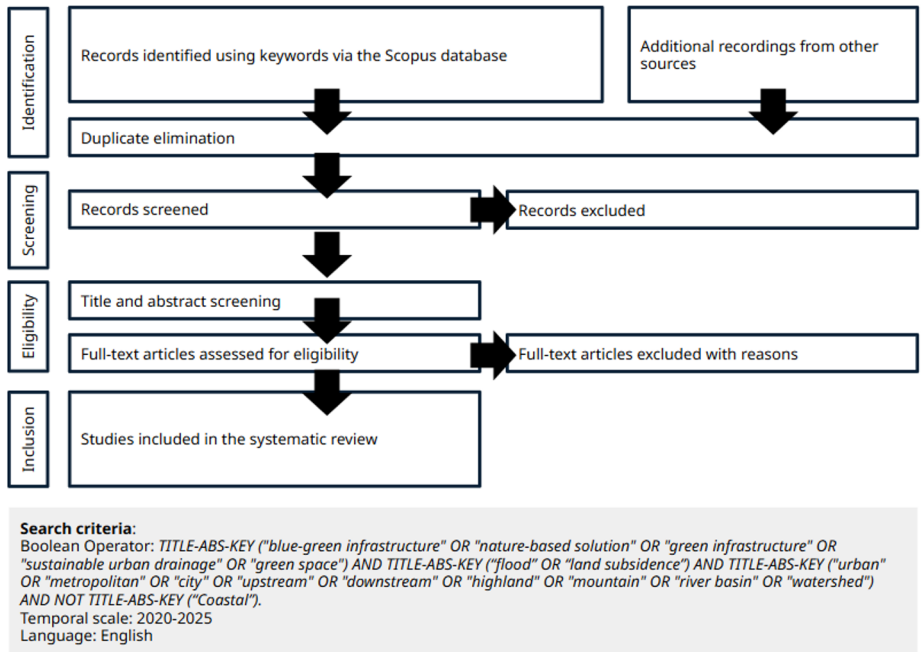 Identification
Records identified using keywords via the Scopus database
Additional recordings from other
sources
Duplicate elimination
Screening
Records screened
Records excluded
Eligibility
Title and abstract screening
Full-text articles assessed for eligibility
Full-text articles excluded with reasons
Inclusion
Studies included in the systematic review
Search criteria:
Boolean Operator: TITLE-ABS-KEY ("blue-green infrastructure" OR "nature-based solution" OR "green infrastructure" OR
"sustainable urban drainage" OR "green space") AND TITLE-ABS-KEY (“flood” OR “land subsidence”) AND TITLE-ABS-KEY ("urban"
OR "metropolitan" OR "city" OR "upstream" OR "downstream" OR "highland" OR "mountain" OR "river basin" OR "watershed")
AND NOT TITLE-ABS-KEY (“Coastal”).
Temporal scale: 2020-2025
Language: English